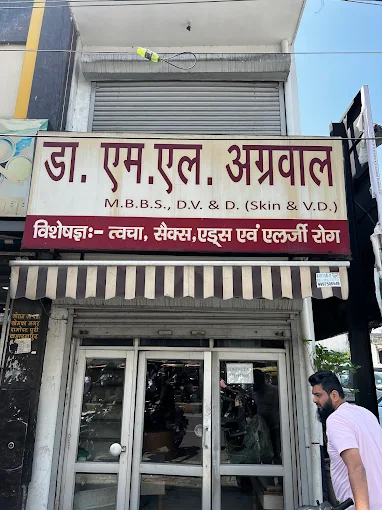 डा. एम.एल. अग्रवाल
M.B.B.S., D.V. & D. (Skin & V.D.)
विशेषज्ञः- त्वचा, सैक्स,एड्स एवं एलर्जी रोग